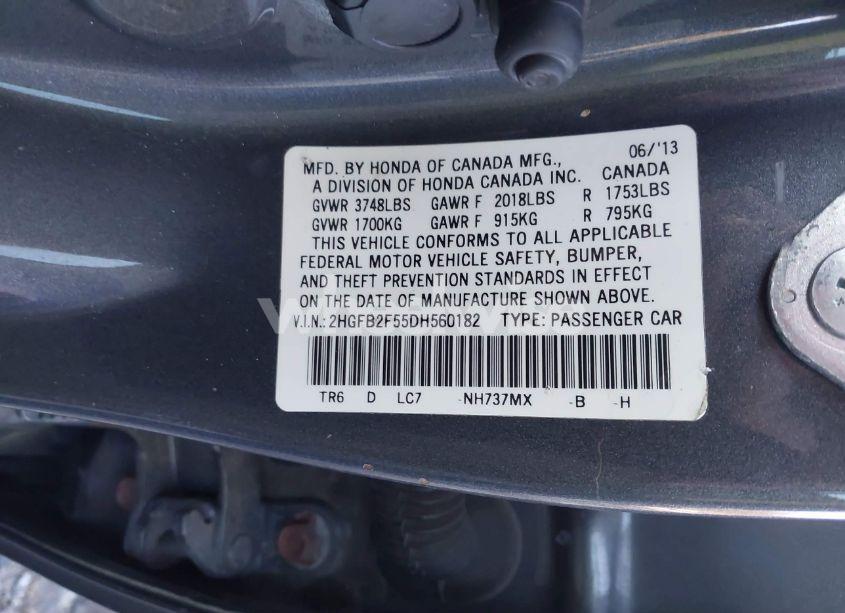 06/'13
MFD. BY HONDA OF CANADA MFG., CANADA
A DIVISION OF HONDA CANADA INC.
GVWR 3748LBS GAWR F 2018LBS R 1753LBS
GVWR 1700KG GAWR F 915KG R 795KG
THIS VEHICLE CONFORMS TO ALL APPLICABLE
FEDERAL MOTOR VEHICLE SAFETY, BUMPER,
AND THEFT PREVENTION STANDARDS IN EFFECT
ON THE DATE OF MANUFACTURE SHOWN ABOVE.
V.I.N.: 2HGFB2F55DH560182 TYPE: PASSENGER CAR
TR6 D LC7 -NH737MX -B -H